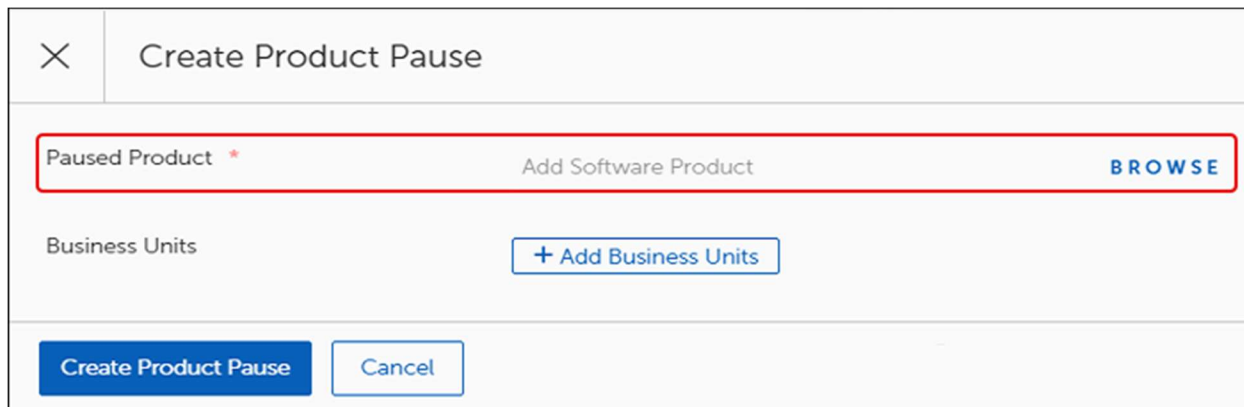 Create Product Pause
Paused Product * Add Software Product BROWSE
Business Units + Add Business Units
Create Product Pause Cancel